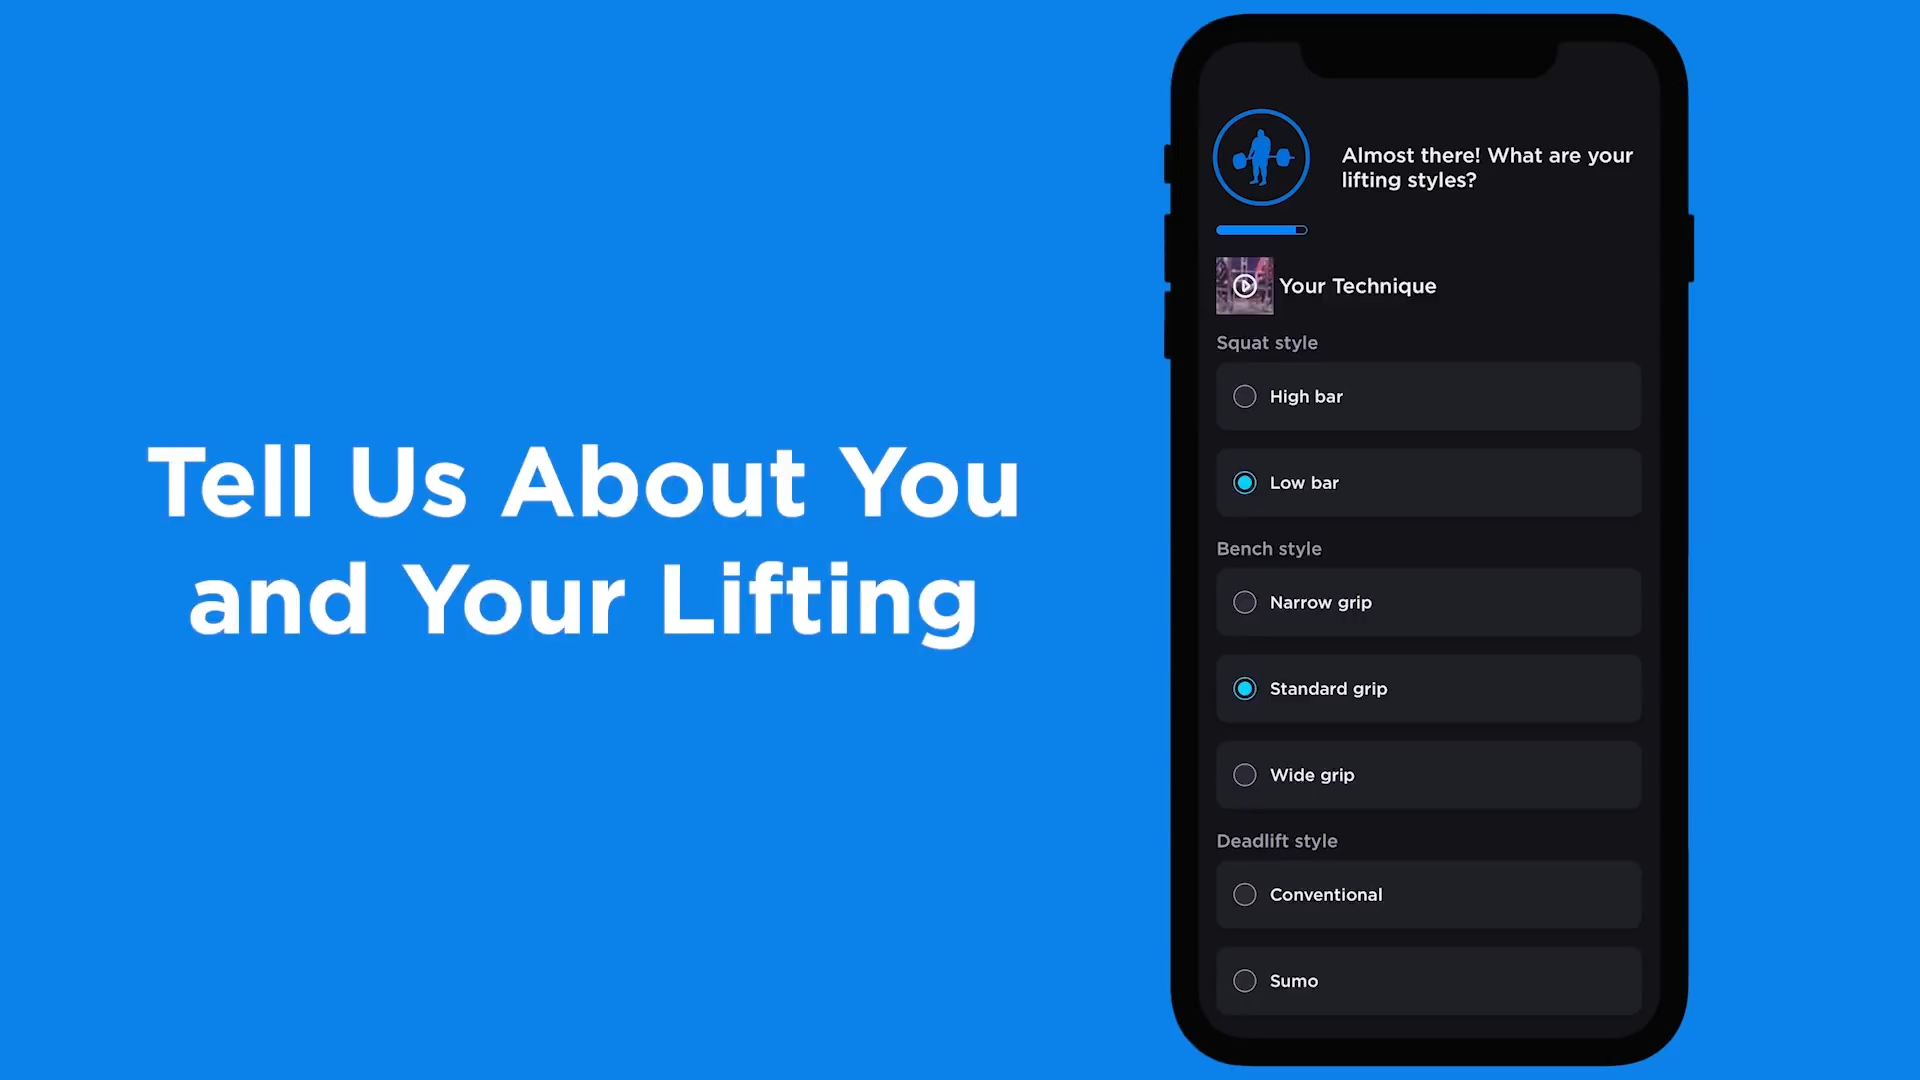 Tell Us About You
and Your Lifting
Almost there! What are your
lifting styles?
Your Technique
Squat style
High bar
Low bar
Bench style
Narrow grip
Standard grip
Wide grip
Deadlift style
Conventional
Sumo